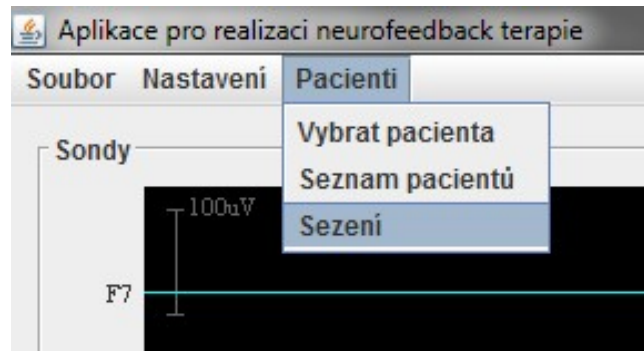 Aplikace pro realizaci neurofeedback terapie
Soubor Nastavení Pacienti
Vybrat pacienta
Seznam pacientů
Sezení
Sondy
100uV
F7